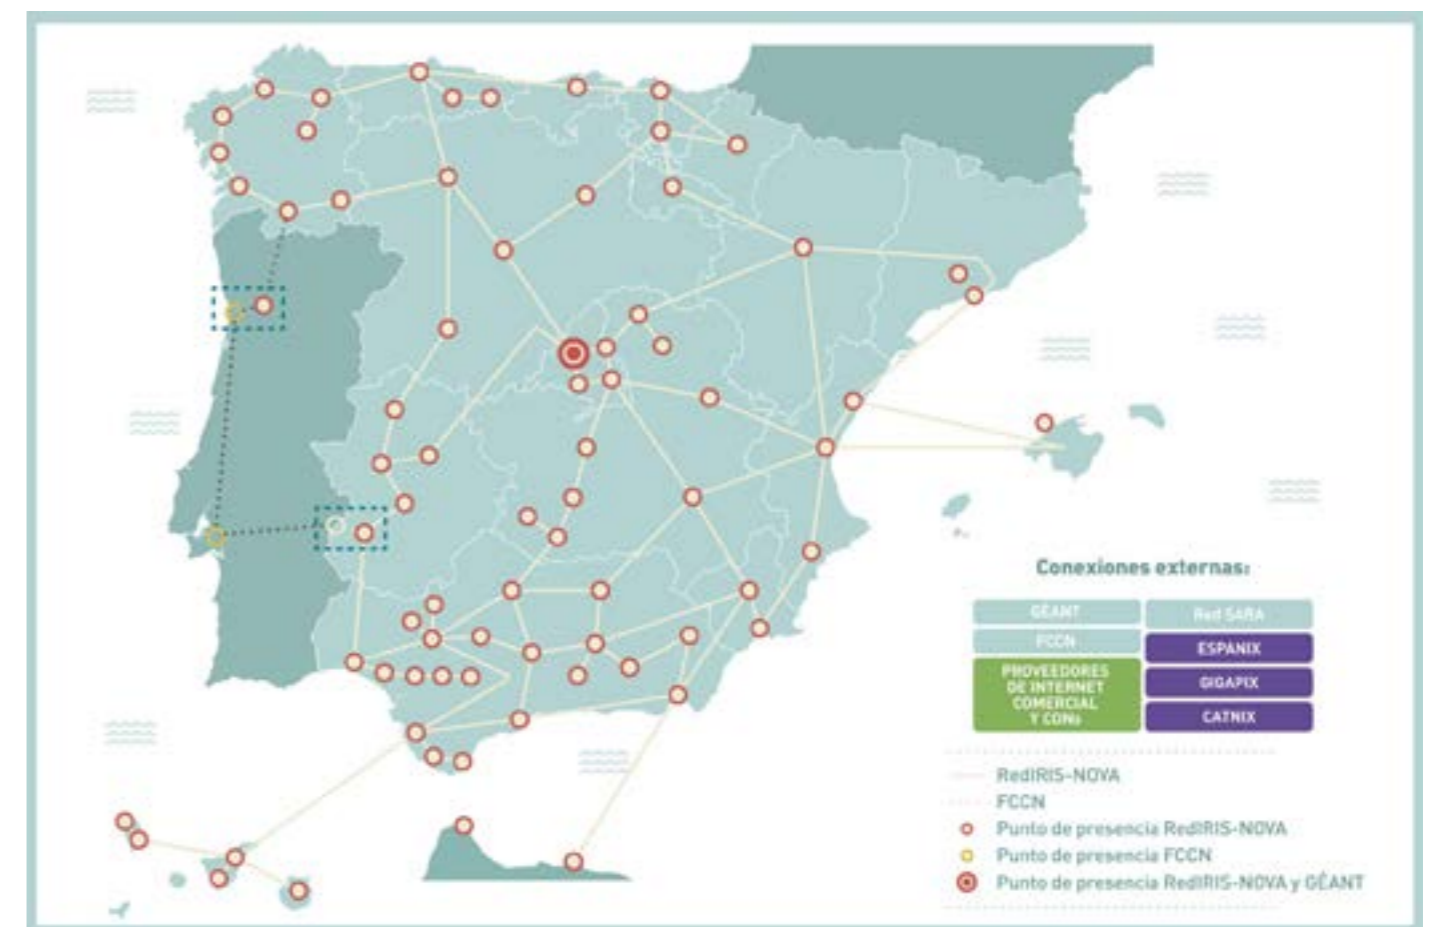 Conexiones externas:
GÉANT
Red SARA
FCCN
ESPANIX
PROVEEDORES
DE INTERNET
COMERCIAL
Y CDNs
GIGAPIX
CATNIX
RedIRIS-NOVA
FCCN
Punto de presencia RedIRIS-NOVA
Punto de presencia FCCN
Punto de presencia RedIRIS-NOVA y GÉANT